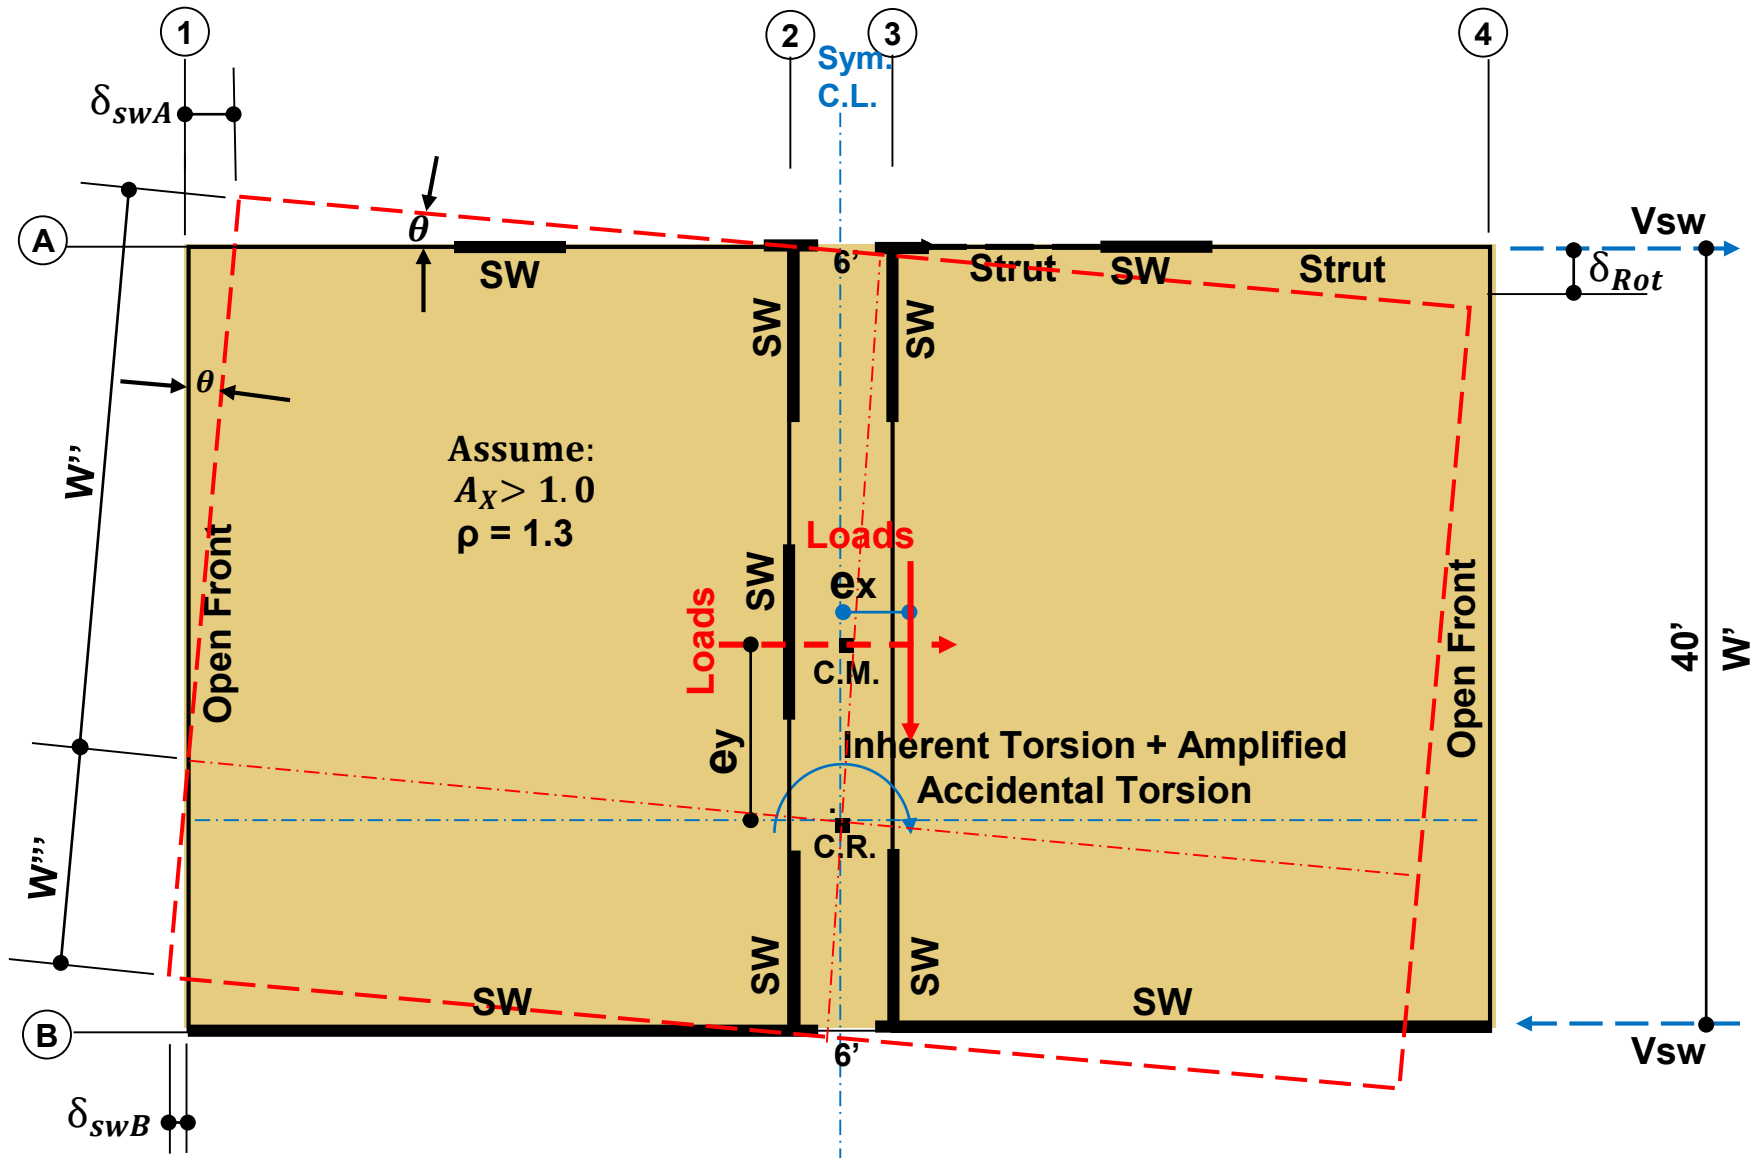 1
2
3
4
Sym.
C.L.
δswA
A
θ
6’
SW
Strut
SW
Strut
Vsw
δRot
SW
SW
θ
W’’
Assume:
AX> 1.0
ρ = 1.3
Open Front
Loads
ex
SW
Loads
C.M.
Open Front
40’
W’
ey
Inherent Torsion + Amplified
Accidental Torsion
C.R.
W’’’
SW
SW
SW
SW
B
6’
Vsw
δswB